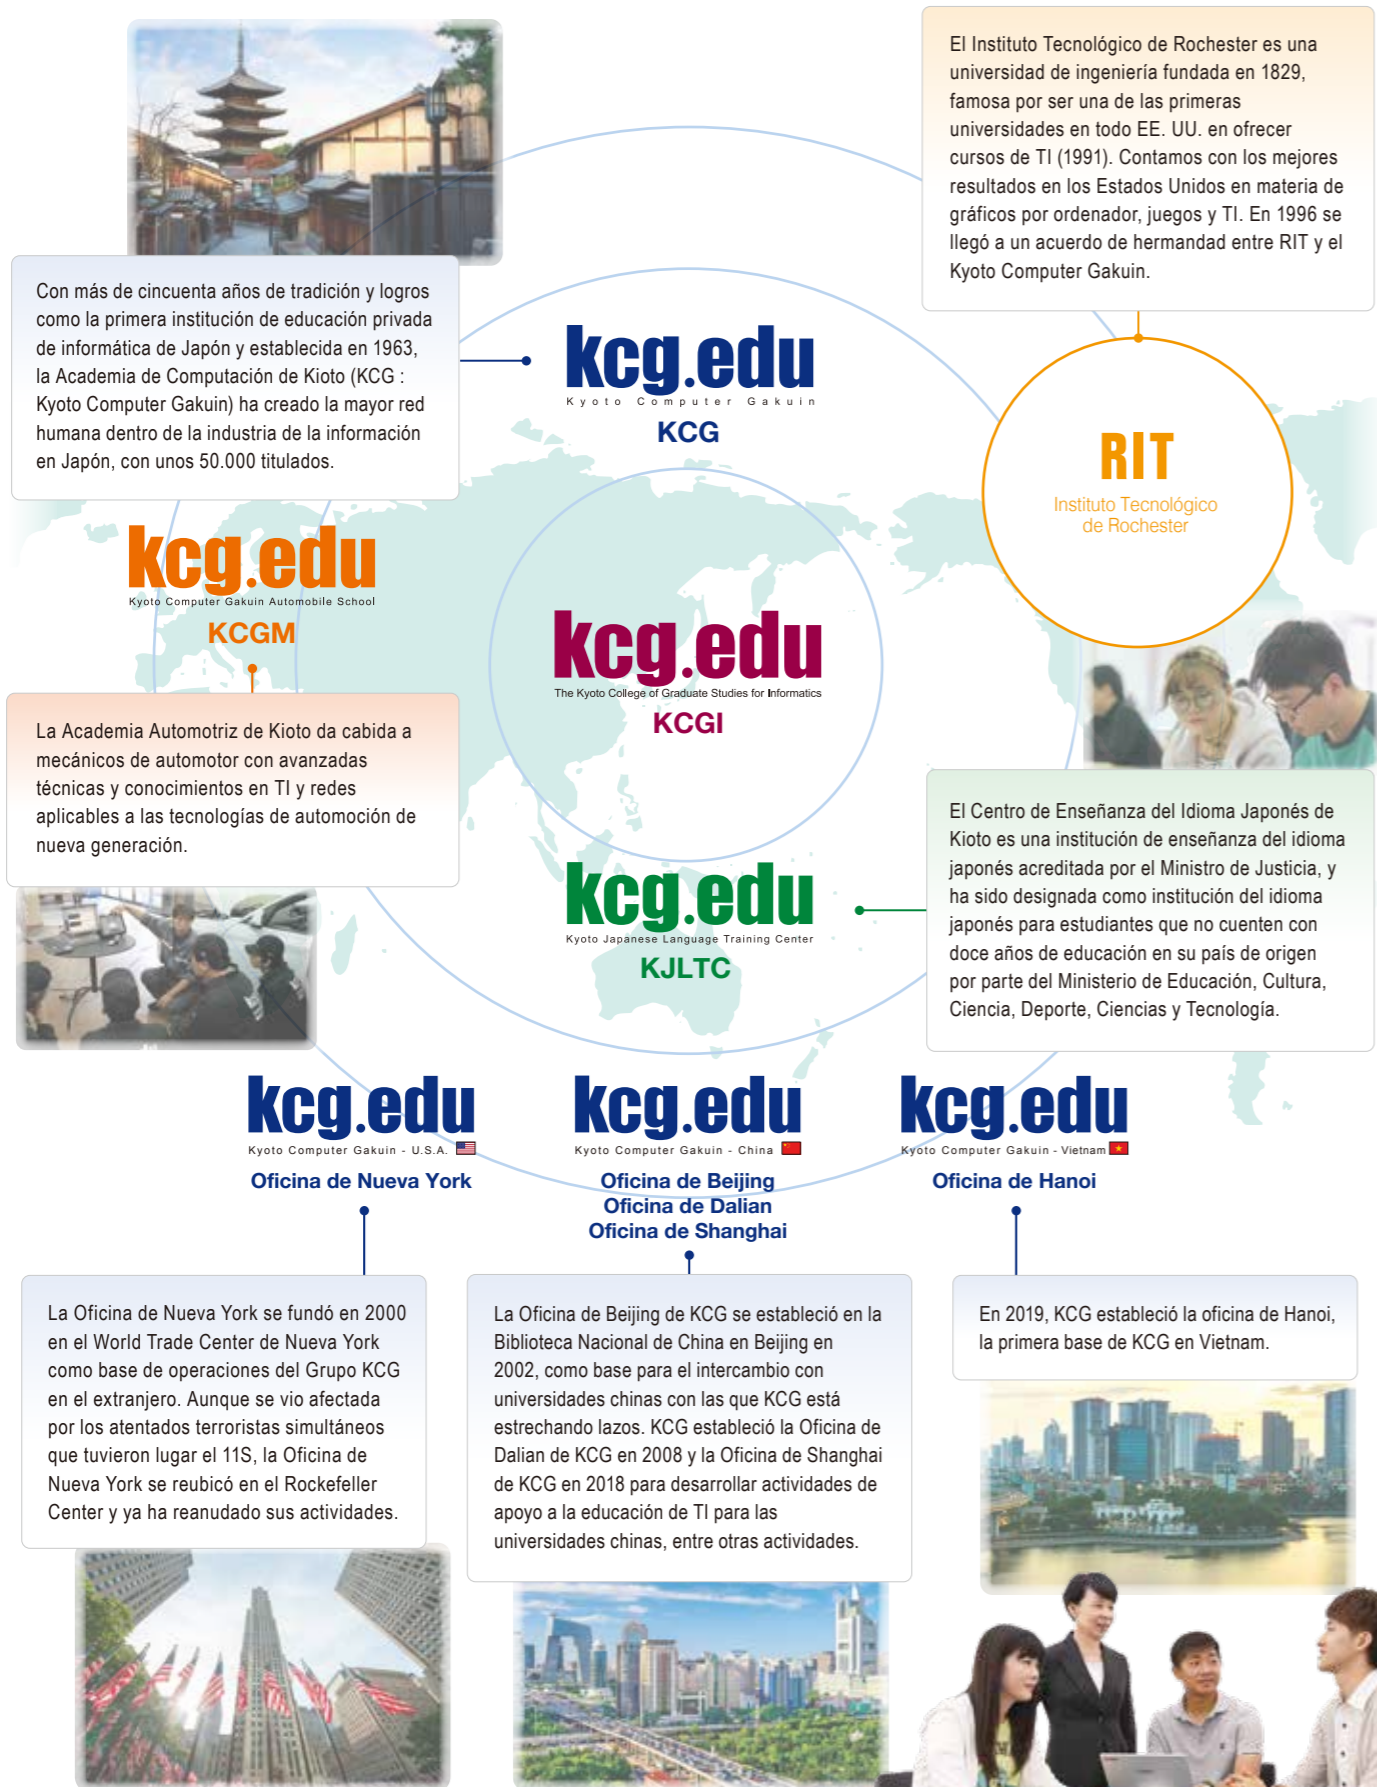 El Instituto Tecnológico de Rochester es una
universidad de ingeniería fundada en 1829,
famosa por ser una de las primeras
universidades en todo EE. UU. en ofrecer
cursos de TI (1991). Contamos con los mejores
resultados en los Estados Unidos en materia de
gráficos por ordenador, juegos y TI. En 1996 se
llegó a un acuerdo de hermandad entre RIT y el
Kyoto Computer Gakuin.
Con más de cincuenta años de tradición y logros
como la primera institución de educación privada
de informática de Japón y establecida en 1963,
la Academia de Computación de Kioto (KCG :
Kyoto Computer Gakuin) ha creado la mayor red
humana dentro de la industria de la información
en Japón, con unos 50.000 titulados.
kcg.edu
Kyoto Computer Gakuin
KCG
RIT
Instituto Tecnológico
de Rochester
kcg.edu
Kyoto Computer Gakuin Automobile School
KCGM
kcg.edu
The Kyoto College of Graduate Studies for Informatics
KCGI
La Academia Automotriz de Kioto da cabida a
mecánicos de automotor con avanzadas
técnicas y conocimientos en TI y redes
aplicables a las tecnologías de automoción de
nueva generación.
El Centro de Enseñanza del Idioma Japonés de
Kioto es una institución de enseñanza del idioma
japonés acreditada por el Ministro de Justicia, y
ha sido designada como institución del idioma
japonés para estudiantes que no cuenten con
doce años de educación en su país de origen
por parte del Ministerio de Educación, Cultura,
Ciencia, Deporte, Ciencias y Tecnología.
kcg.edu
Kyoto Japanese Language Training Center
KJLTC
kcg.edu
Kyoto Computer Gakuin - U.S.A.
Oficina de Nueva York
kcg.edu
Kyoto Computer Gakuin - China
Oficina de Beijing
Oficina de Dalian
Oficina de Shanghai
kcg.edu
Kyoto Computer Gakuin - Vietnam
Oficina de Hanoi
La Oficina de Nueva York se fundó en 2000
en el World Trade Center de Nueva York
como base de operaciones del Grupo KCG
en el extranjero. Aunque se vio afectada
por los atentados terroristas simultáneos
que tuvieron lugar el 11S, la Oficina de
Nueva York se reubicó en el Rockefeller
Center y ya ha reanudado sus actividades.
La Oficina de Beijing de KCG se estableció en la
Biblioteca Nacional de China en Beijing en
2002, como base para el intercambio con
universidades chinas con las que KCG está
estrechando lazos. KCG estableció la Oficina de
Dalian de KCG en 2008 y la Oficina de Shanghai
de KCG en 2018 para desarrollar actividades de
apoyo a la educación de TI para las
universidades chinas, entre otras actividades.
En 2019, KCG estableció la oficina de Hanoi,
la primera base de KCG en Vietnam.